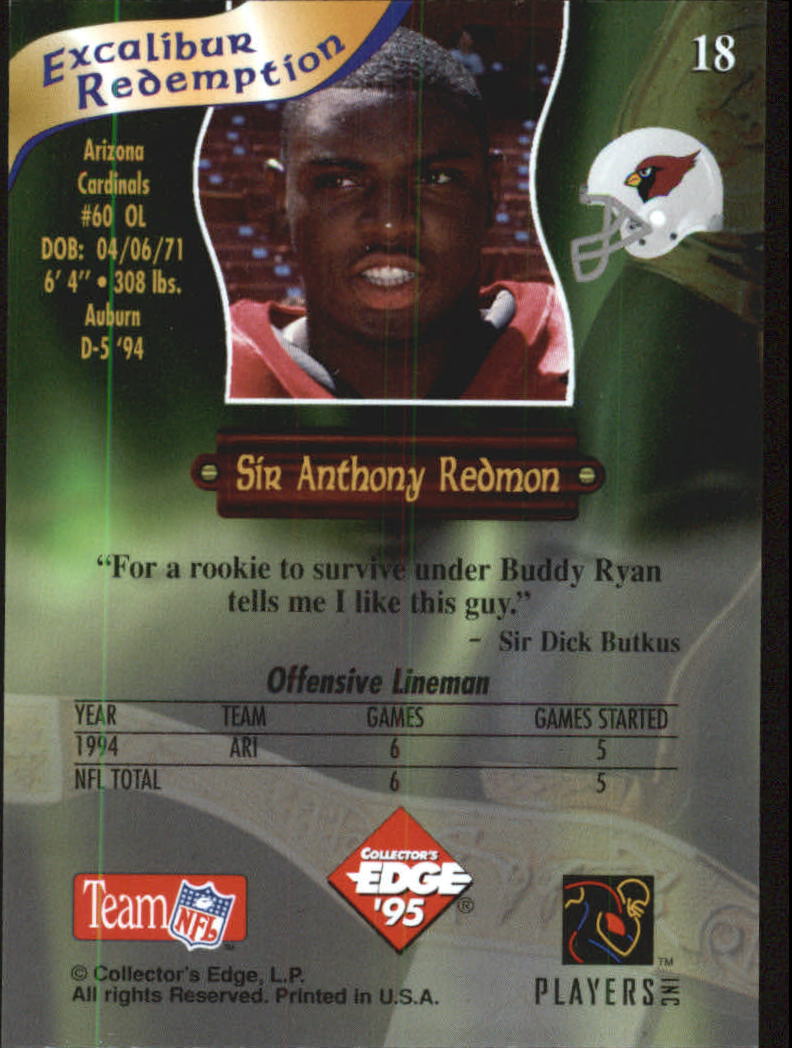 Excalibur
Redemption
18
Arizona
Cardinals
#60 OL
DOB: 04/06/71
6' 4" • 308 lbs.
Auburn
D-5 '94
Sir Anthony Redmon
“For a rookie to survive under Buddy Ryan
tells me I like this guy.”
- Sir Dick Butkus
Offensive Lineman
YEAR TEAM GAMES GAMES STARTED
1994 ARI 6 5
NFL TOTAL 6 5
Team NFL ™
COLLECTOR'S
EDGE
'95 ®
PLAYERS INC ™
© Collector's Edge, L.P.
All rights Reserved. Printed in U.S.A.